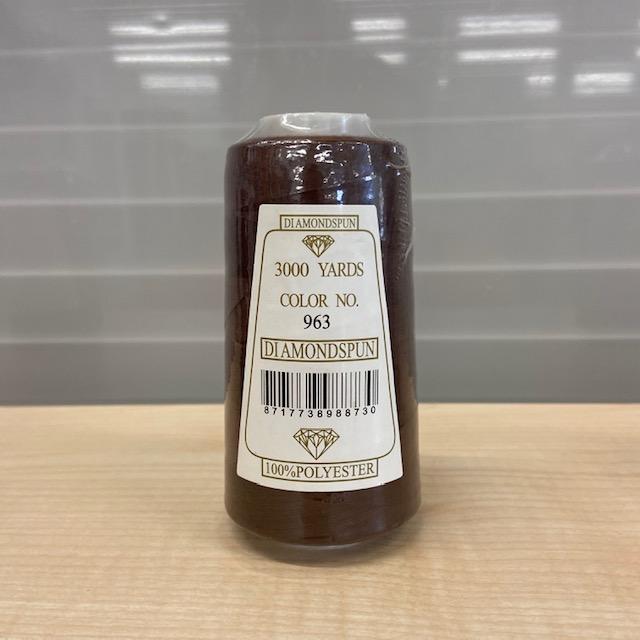 DIAMONDSPUN
3000 YARDS
COLOR NO.
963
DIAMONDSPUN
8717738988730
100%POLYESTER